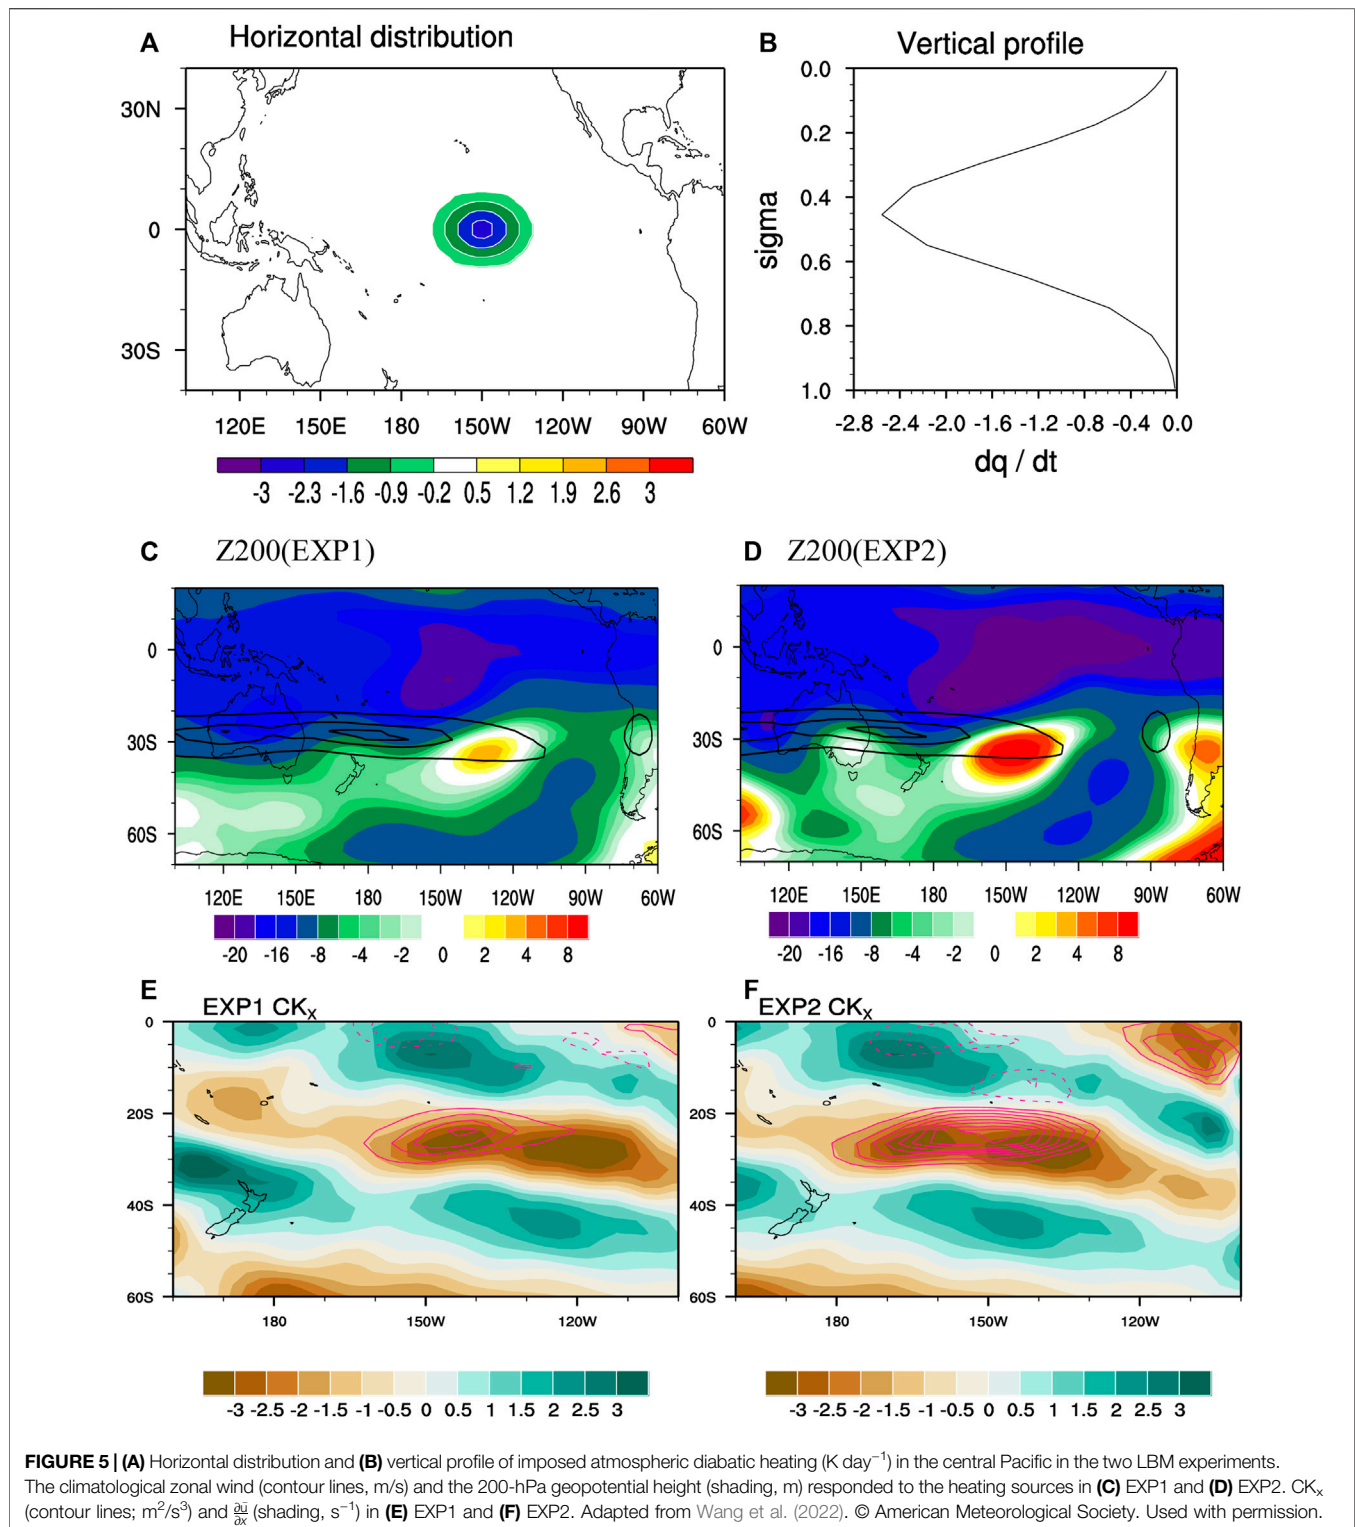 A Horizontal distribution
B Vertical profile
30N
0
30S
120E 150E 180 150W 120W 90W 60W
-3 -2.3 -1.6 -0.9 -0.2 0.5 1.2 1.9 2.6 3
0.0
0.2
0.4
0.6
0.8
1.0
sigma
-2.8 -2.4 -2.0 -1.6 -1.2 -0.8 -0.4 0.0
dq / dt
C Z200(EXP1)
0
30S
60S
120E 150E 180 150W 120W 90W 60W
-20 -16 -8 -4 -2 0 2 4 8
D Z200(EXP2)
0
30S
60S
120E 150E 180 150W 120W 90W 60W
-20 -16 -8 -4 -2 0 2 4 8
E EXP1 CKx
0
20S
40S
60S
180 150W 120W
-3 -2.5 -2 -1.5 -1 -0.5 0 0.5 1 1.5 2 2.5 3
F EXP2 CKx
0
20S
40S
60S
180 150W 120W
-3 -2.5 -2 -1.5 -1 -0.5 0 0.5 1 1.5 2 2.5 3
FIGURE 5 | (A) Horizontal distribution and (B) vertical profile of imposed atmospheric diabatic heating (K day⁻¹) in the central Pacific in the two LBM experiments.
The climatological zonal wind (contour lines, m/s) and the 200-hPa geopotential height (shading, m) responded to the heating sources in (C) EXP1 and (D) EXP2. CKx
(contour lines; m²/s³) and ∂ū/∂x (shading, s⁻¹) in (E) EXP1 and (F) EXP2. Adapted from Wang et al. (2022). © American Meteorological Society. Used with permission.